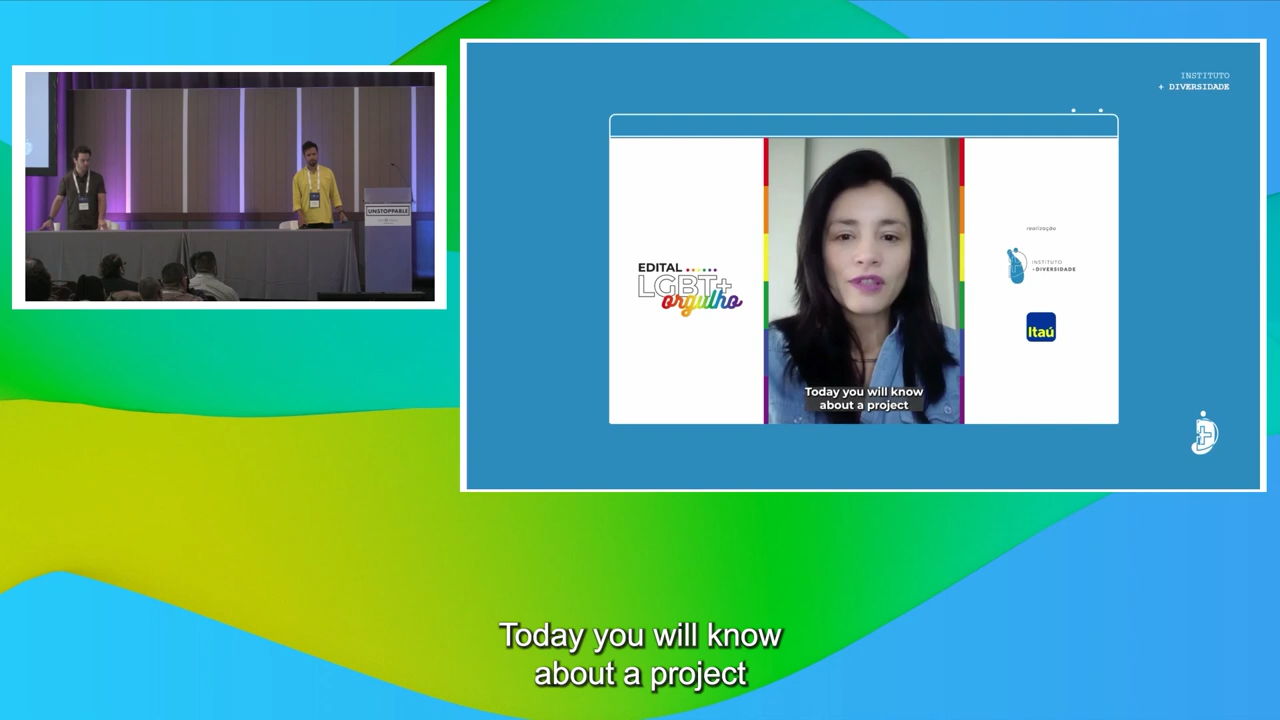 UNSTOPPABLE
INSTITUTO
+ DIVERSIDADE
EDITAL
LGBT+
orgulho
Today you will know
about a project
realização
INSTITUTO
+DIVERSIDADE
Itaú
Today you will know
about a project